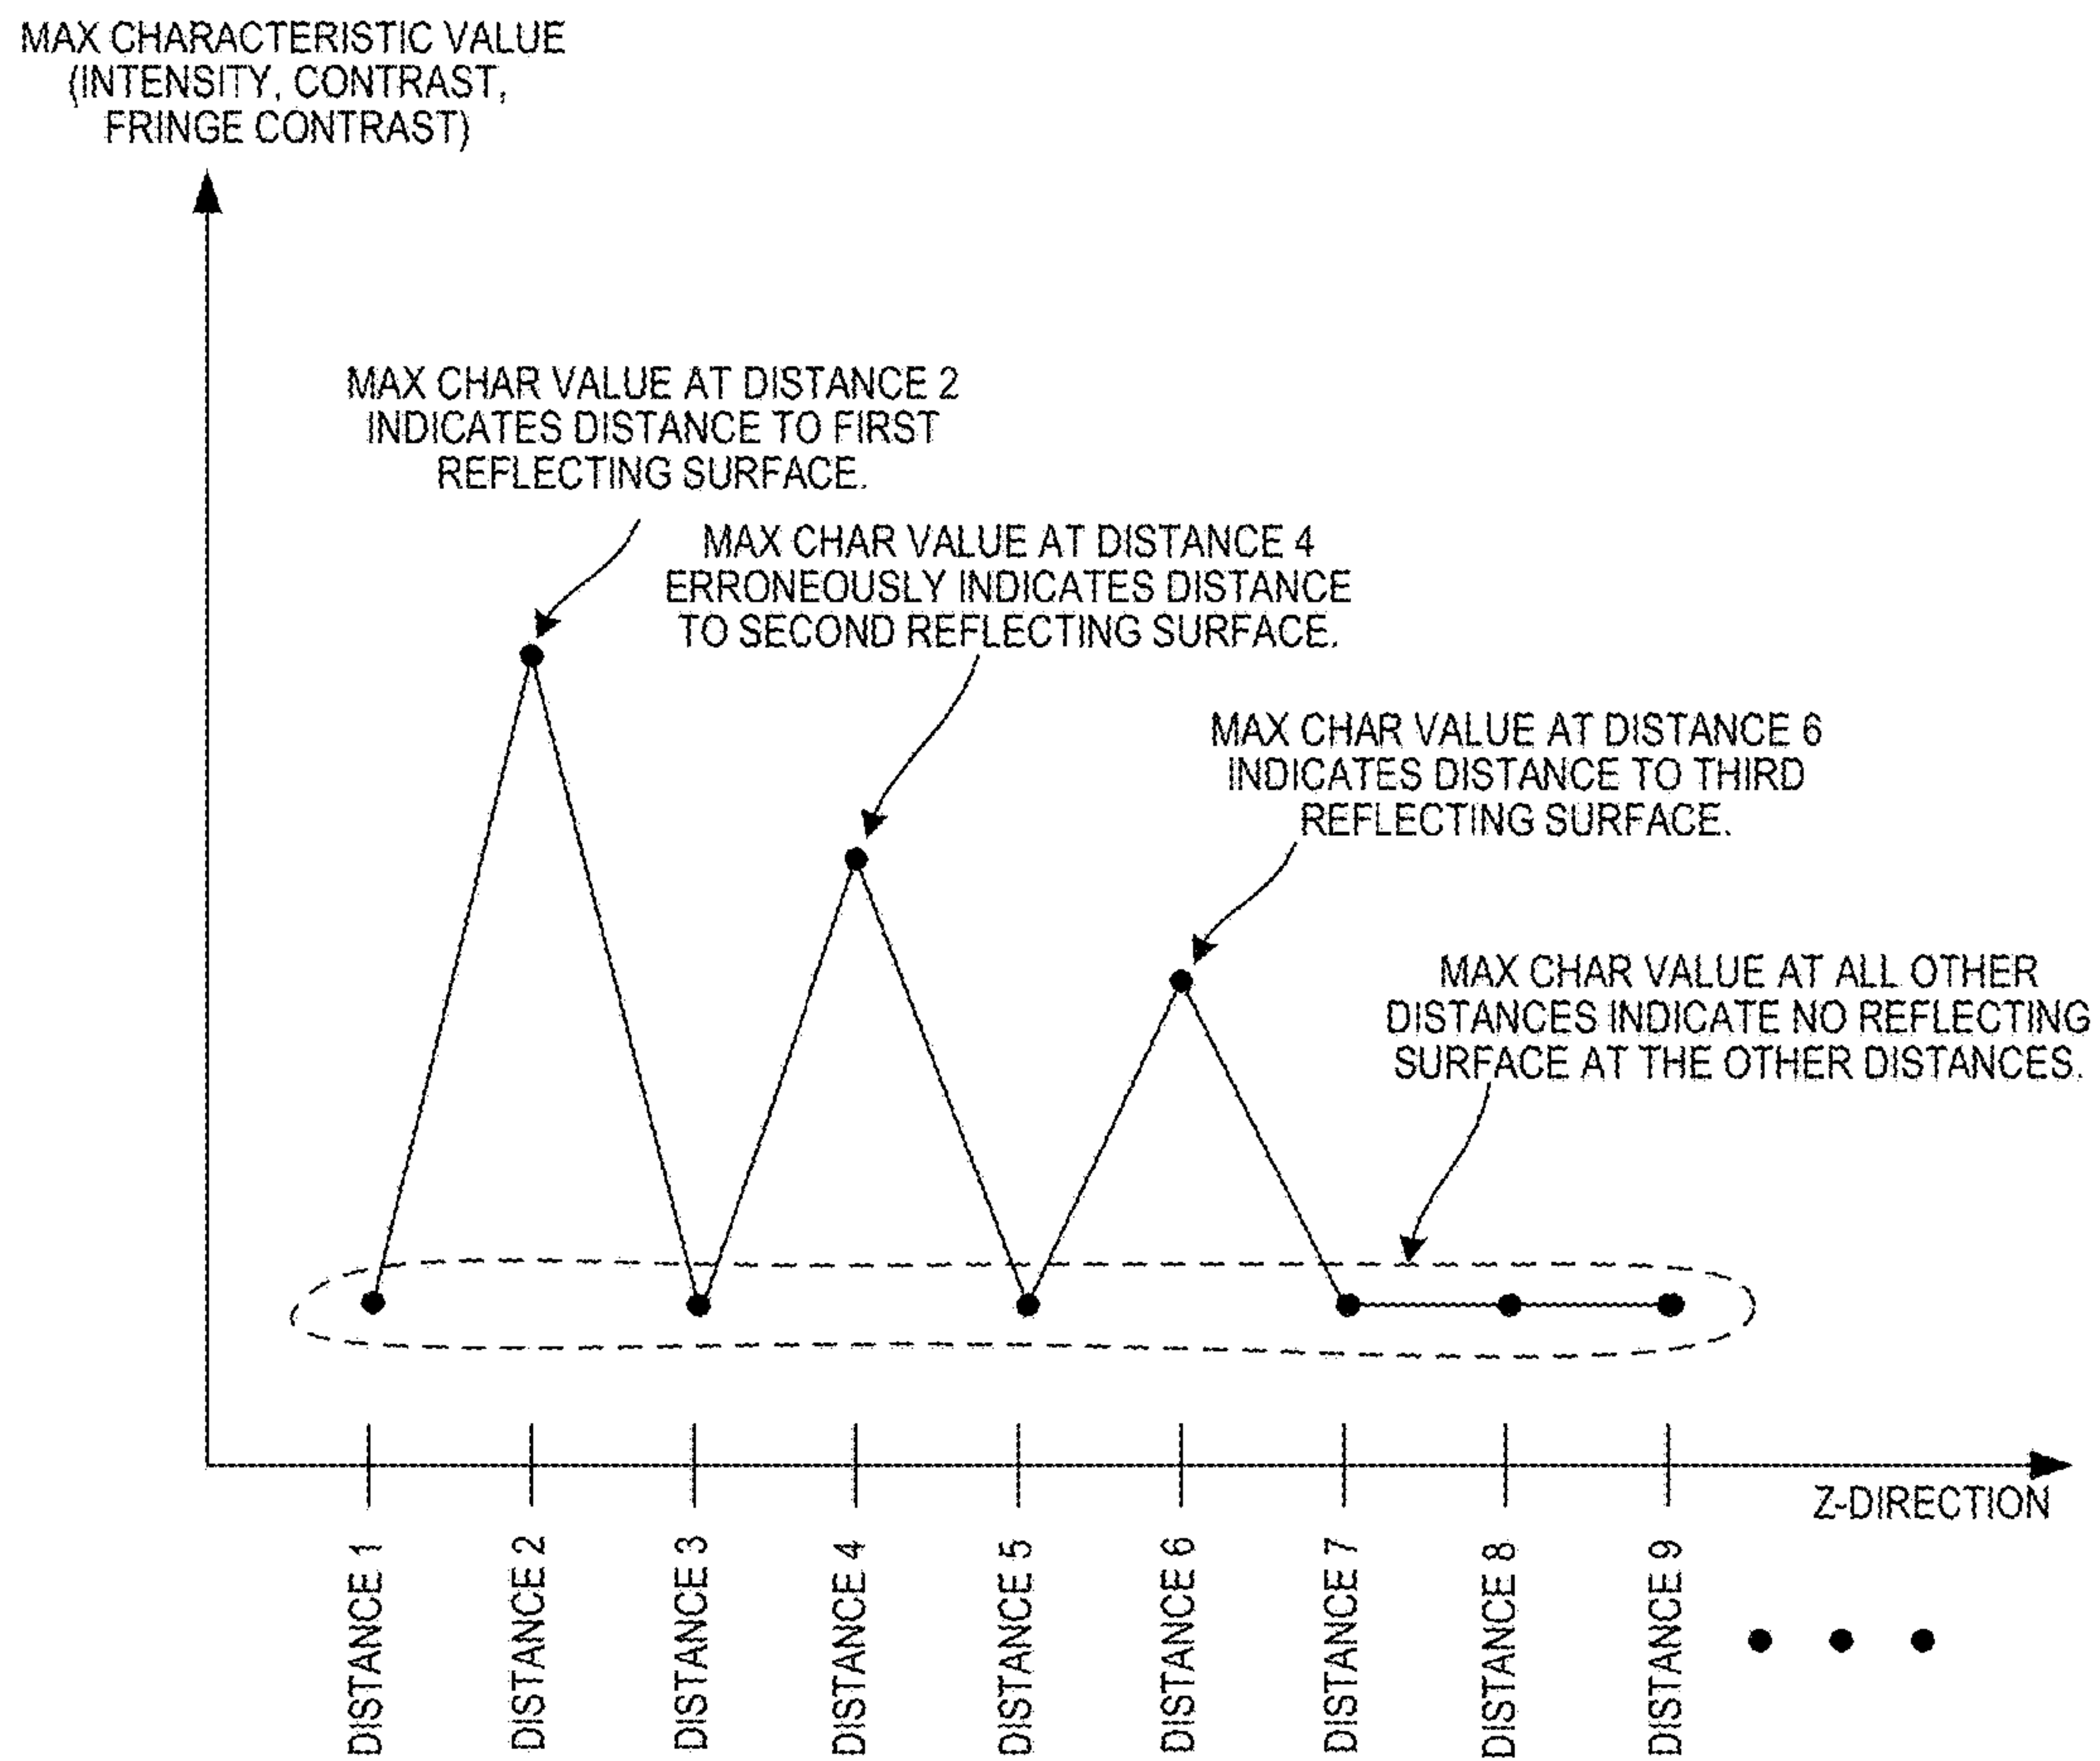 MAX CHARACTERISTIC VALUE
(INTENSITY, CONTRAST,
FRINGE CONTRAST)
MAX CHAR VALUE AT DISTANCE 2
INDICATES DISTANCE TO FIRST
REFLECTING SURFACE.
MAX CHAR VALUE AT DISTANCE 4
ERRONEOUSLY INDICATES DISTANCE
TO SECOND REFLECTING SURFACE.
MAX CHAR VALUE AT DISTANCE 6
INDICATES DISTANCE TO THIRD
REFLECTING SURFACE.
MAX CHAR VALUE AT ALL OTHER
DISTANCES INDICATE NO REFLECTING
SURFACE AT THE OTHER DISTANCES.
Z-DIRECTION
DISTANCE 1
DISTANCE 2
DISTANCE 3
DISTANCE 4
DISTANCE 5
DISTANCE 6
DISTANCE 7
DISTANCE 8
DISTANCE 9